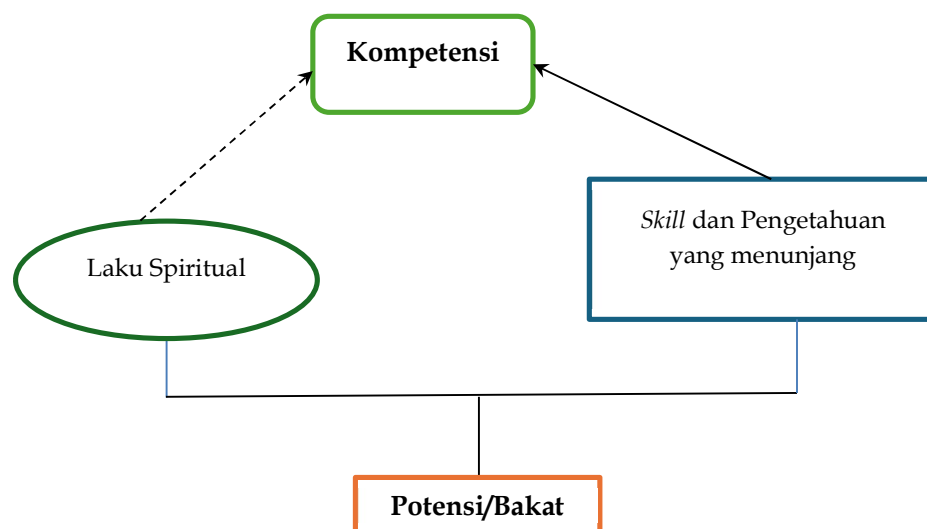 Kompetensi
Laku Spiritual
Skill dan Pengetahuan
yang menunjang
Potensi/Bakat